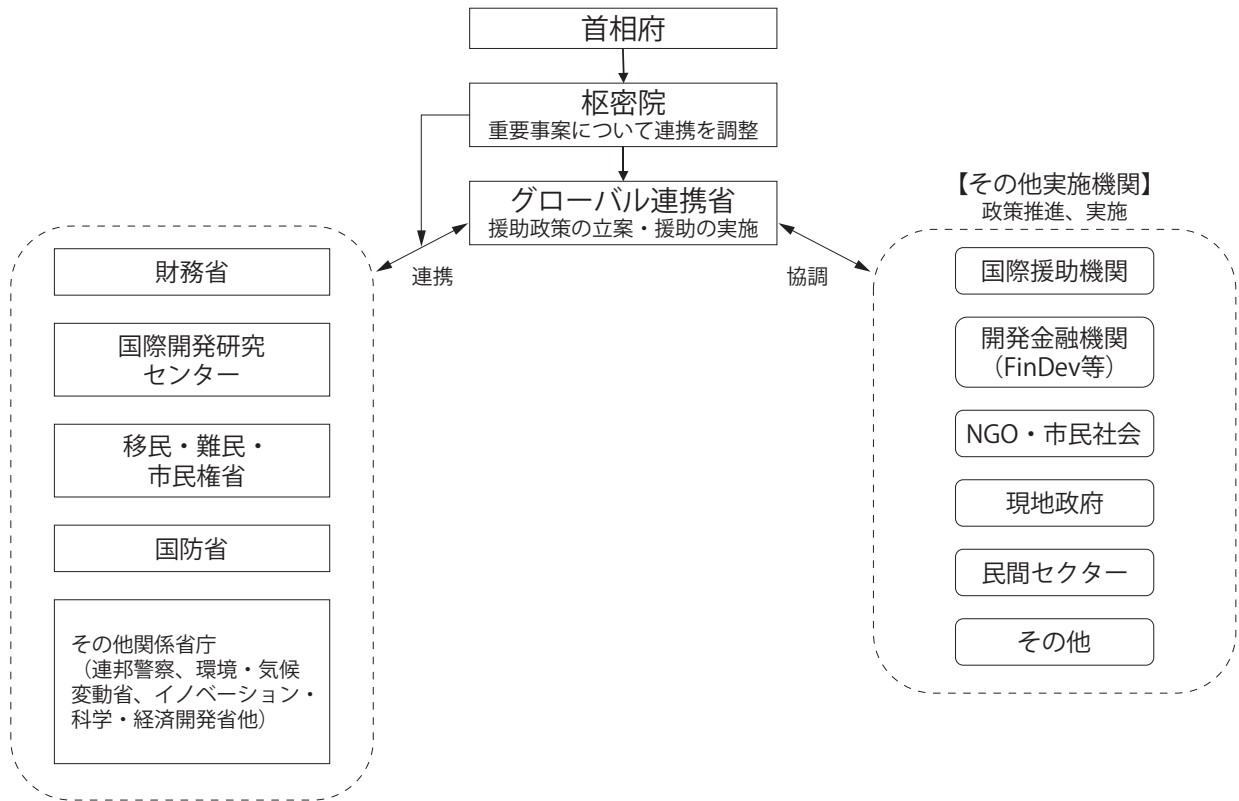 首相府
枢密院
重要事案について連携を調整
グローバル連携省
援助政策の立案・援助の実施
連携
協調
財務省
国際開発研究
センター
移民・難民・
市民権省
国防省
その他関係省庁
（連邦警察、環境・気候
変動省、イノベーション・
科学・経済開発省他）
【その他実施機関】
政策推進、実施
国際援助機関
開発金融機関
（FinDev等）
NGO・市民社会
現地政府
民間セクター
その他